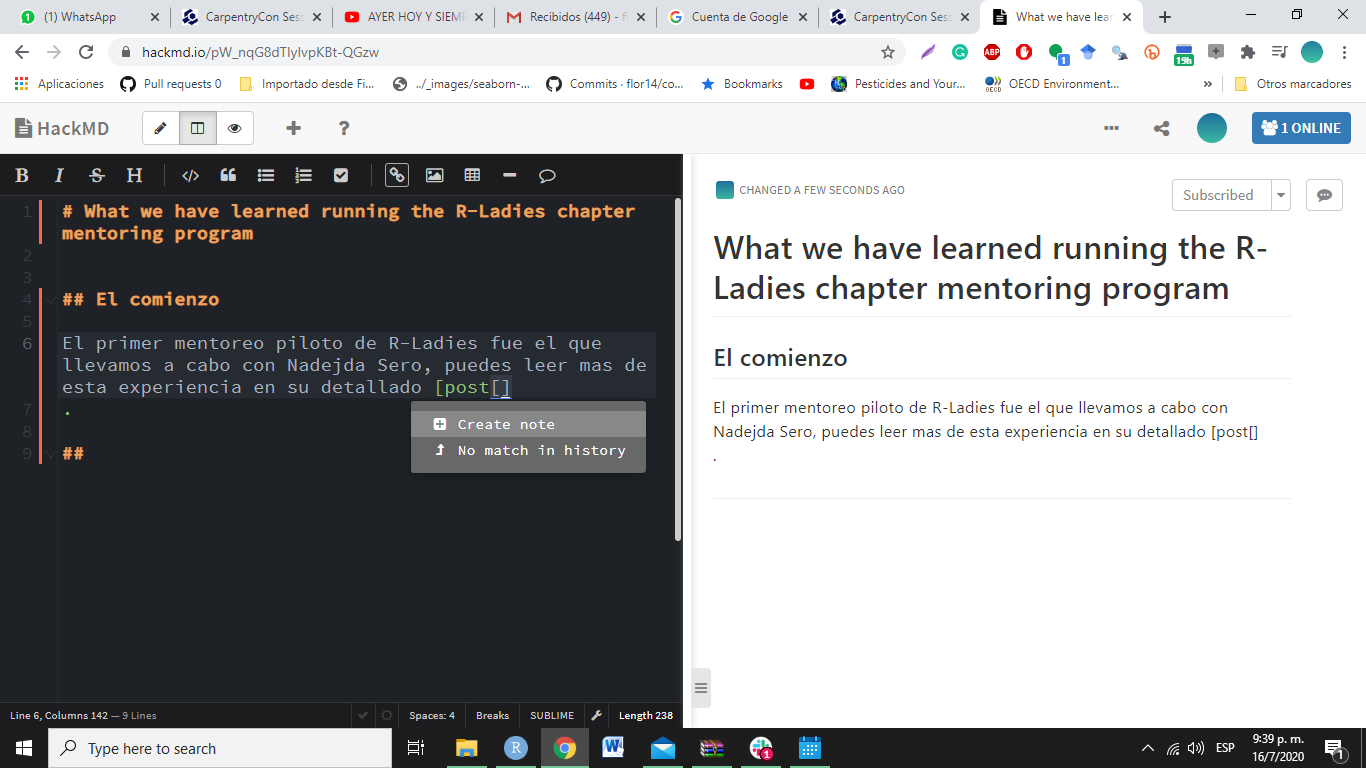 (1) WhatsApp
CarpentryCon Ses
AYER HOY Y SIEMP
Recibidos (449) - f
Cuenta de Google
CarpentryCon Ses
What we have lear
hackmd.io/pW_nqG8dTlylvpKBt-QGzw
ABP
1
19h
Aplicaciones
Pull requests 0
Importado desde Fi...
../_images/seaborn-...
Commits · flor14/co...
Bookmarks
Pesticides and Your...
OECD Environment...
»
Otros marcadores
HackMD
+
?
1 ONLINE
B I S H
CHANGED A FEW SECONDS AGO
Subscribed
1 # What we have learned running the R-Ladies chapter
mentoring program
2
3
4 ## El comienzo
5
6 El primer mentoreo piloto de R-Ladies fue el que
llevamos a cabo con Nadejda Sero, puedes leer mas de
esta experiencia en su detallado [post[]
7 .
8
9 ##
Create note
No match in history
What we have learned running the R-
Ladies chapter mentoring program
El comienzo
El primer mentoreo piloto de R-Ladies fue el que llevamos a cabo con
Nadejda Sero, puedes leer mas de esta experiencia en su detallado [post[]
.
Line 6, Columns 142 — 9 Lines
Spaces: 4
Breaks
SUBLIME
Length 238
Type here to search
R
W
1
ESP
9:39 p. m.
16/7/2020
1